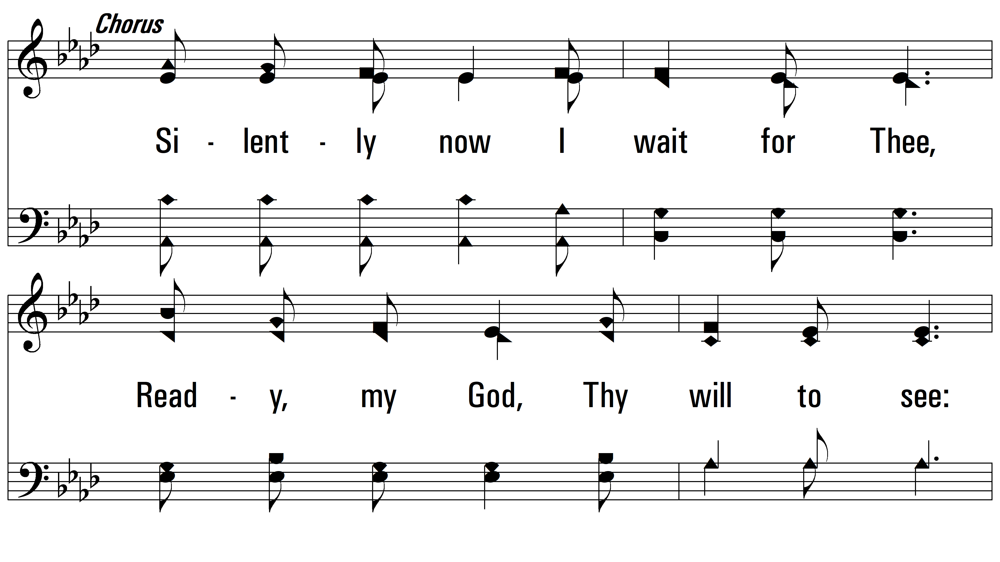 Chorus
Si - lent - ly now I wait for Thee,
Read - y, my God, Thy will to see: